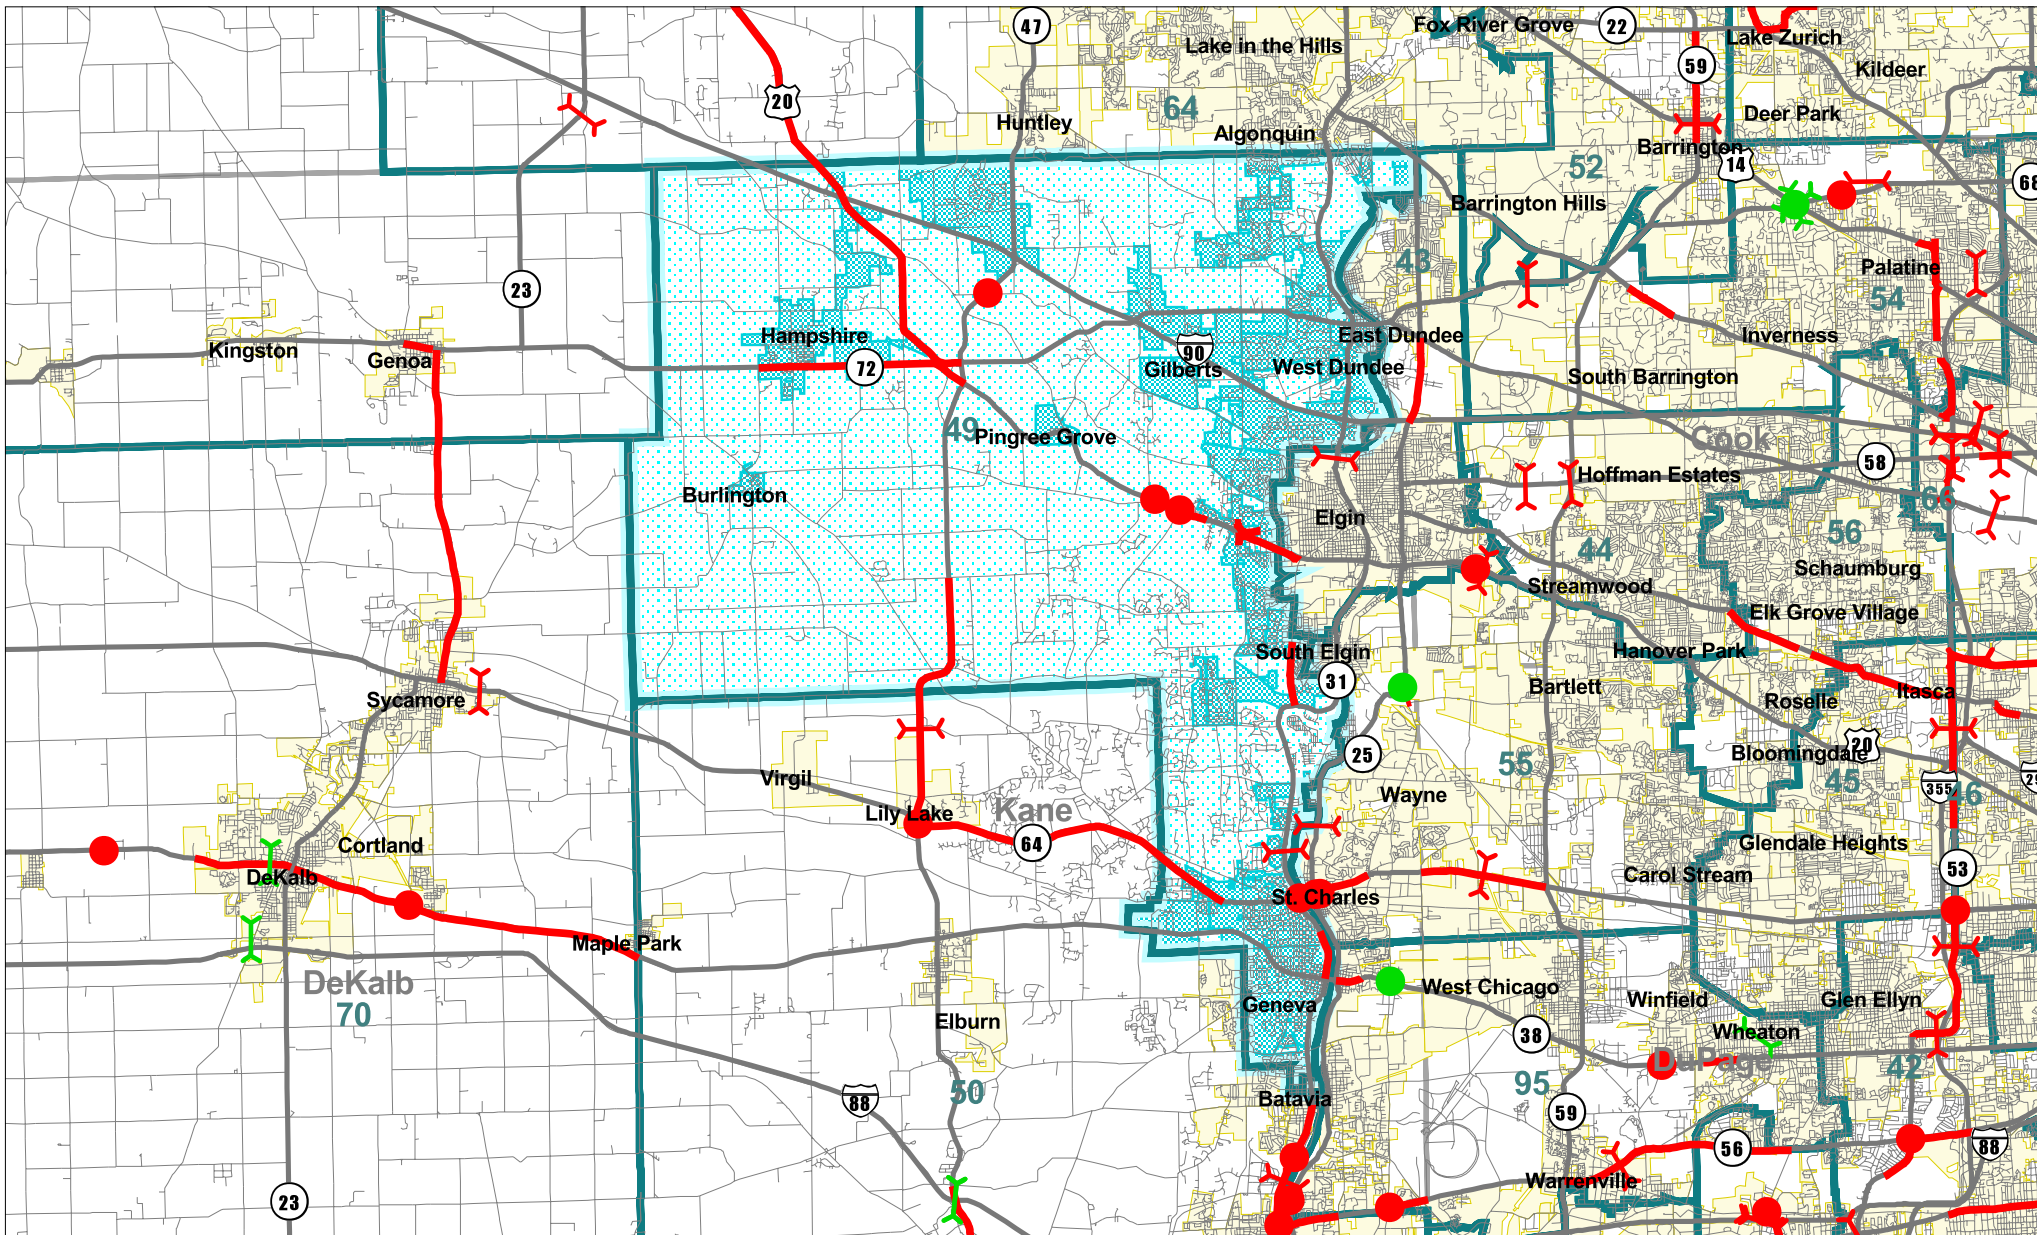 Fox River Grove
22
47
Lake in the Hills
Lake Zurich
59
Kildeer
20
64
Huntley
Algonquin
Deer Park
Barrington
14
52
68
Barrington Hills
43
Palatine
23
54
Hampshire
East Dundee
Inverness
Kingston
Genoa
90
72
Gilberts
West Dundee
South Barrington
49
Pingree Grove
Cook
58
Hoffman Estates
Burlington
66
Elgin
56
44
Schaumburg
Streamwood
Elk Grove Village
South Elgin
Hanover Park
31
Bartlett
Itasca
Sycamore
Roselle
20
25
Bloomingdale
55
Virgil
45
355
46
Wayne
Kane
Lily Lake
64
Cortland
Glendale Heights
DeKalb
Carol Stream
53
St. Charles
Maple Park
DeKalb
West Chicago
Winfield
Glen Ellyn
Geneva
70
Elburn
38
Wheaton
DuPage
42
50
95
88
Batavia
59
56
88
Warrenville
23